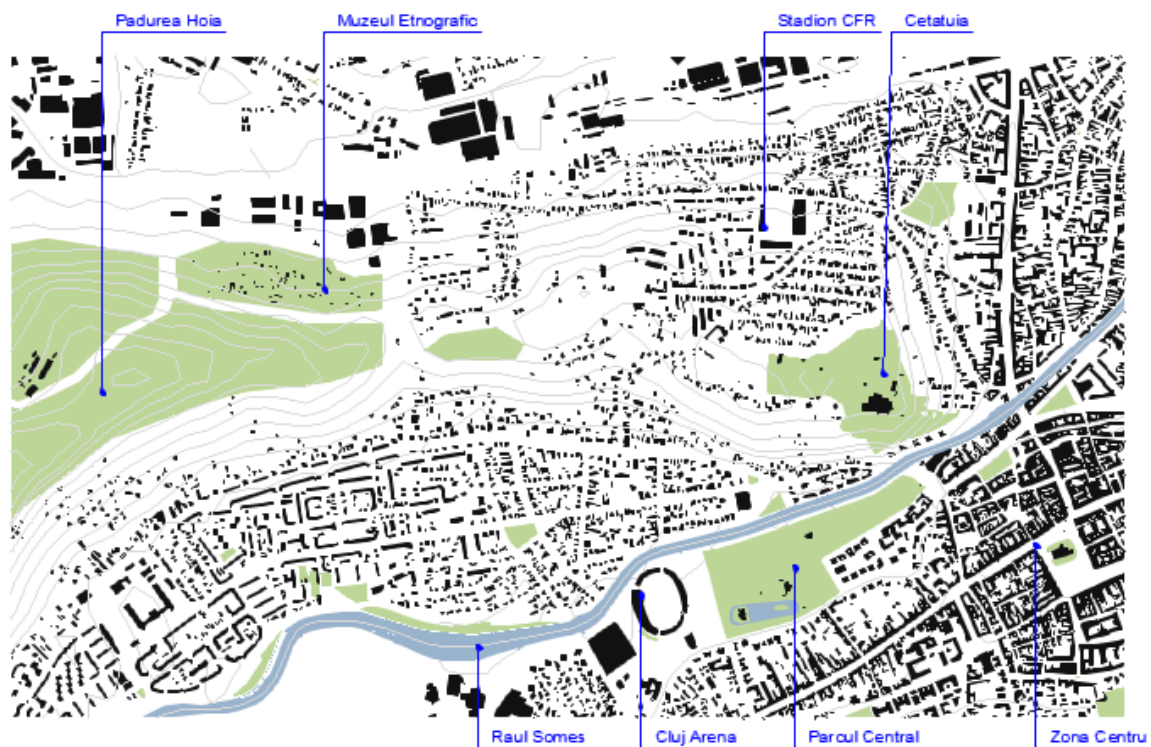 Padurea Hoia
Muzeul Etnografic
Stadion CFR
Cetatuia
Raul Somes
Cluj Arena
Parcul Central
Zona Centru